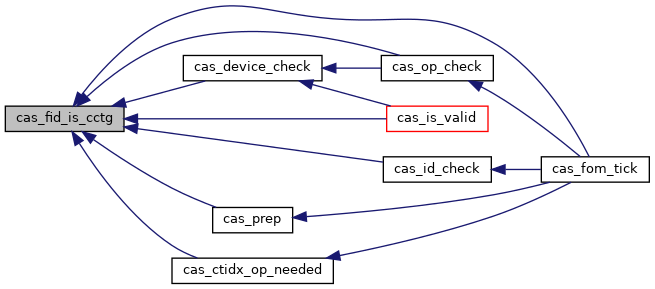 cas_device_check
cas_op_check
cas_fid_is_cctg
cas_is_valid
cas_id_check
cas_fom_tick
cas_prep
cas_ctidx_op_needed